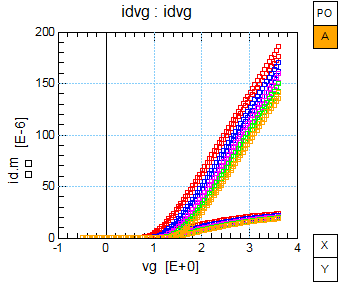 idvg : idvg
PO
A
200
150
100
50
0
id.m [E-6]
-1 0 1 2 3 4
vg [E+0]
X
Y